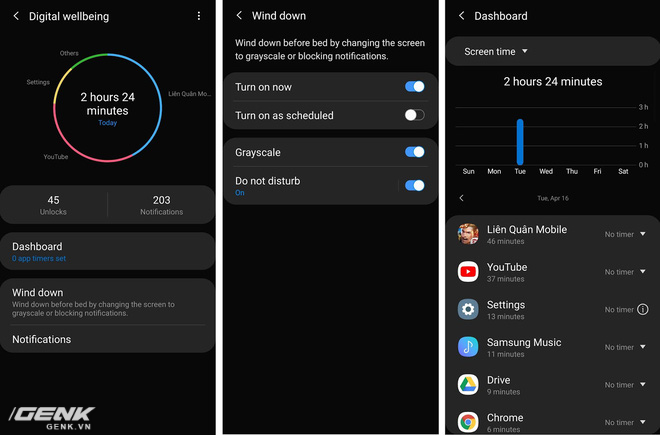 Digital wellbeing
Others
Settings
Liên Quân Mo...
2 hours 24
minutes
Today
YouTube
45
Unlocks
203
Notifications
Dashboard
0 app timers set
Wind down
Wind down before bed by changing the screen to
grayscale or blocking notifications.
Notifications
GENK
GENK.VN
Wind down
Wind down before bed by changing the screen
to grayscale or blocking notifications.
Turn on now
Turn on as scheduled
Grayscale
Do not disturb
On
Dashboard
Screen time
2 hours 24 minutes
3 h
2 h
1 h
0 h
Sun Mon Tue Wed Thu Fri Sat
Tue, Apr 16
Liên Quân Mobile
46 minutes
No timer
YouTube
37 minutes
No timer
Settings
13 minutes
No timer
Samsung Music
11 minutes
No timer
Drive
9 minutes
No timer
Chrome
6 minutes
No timer